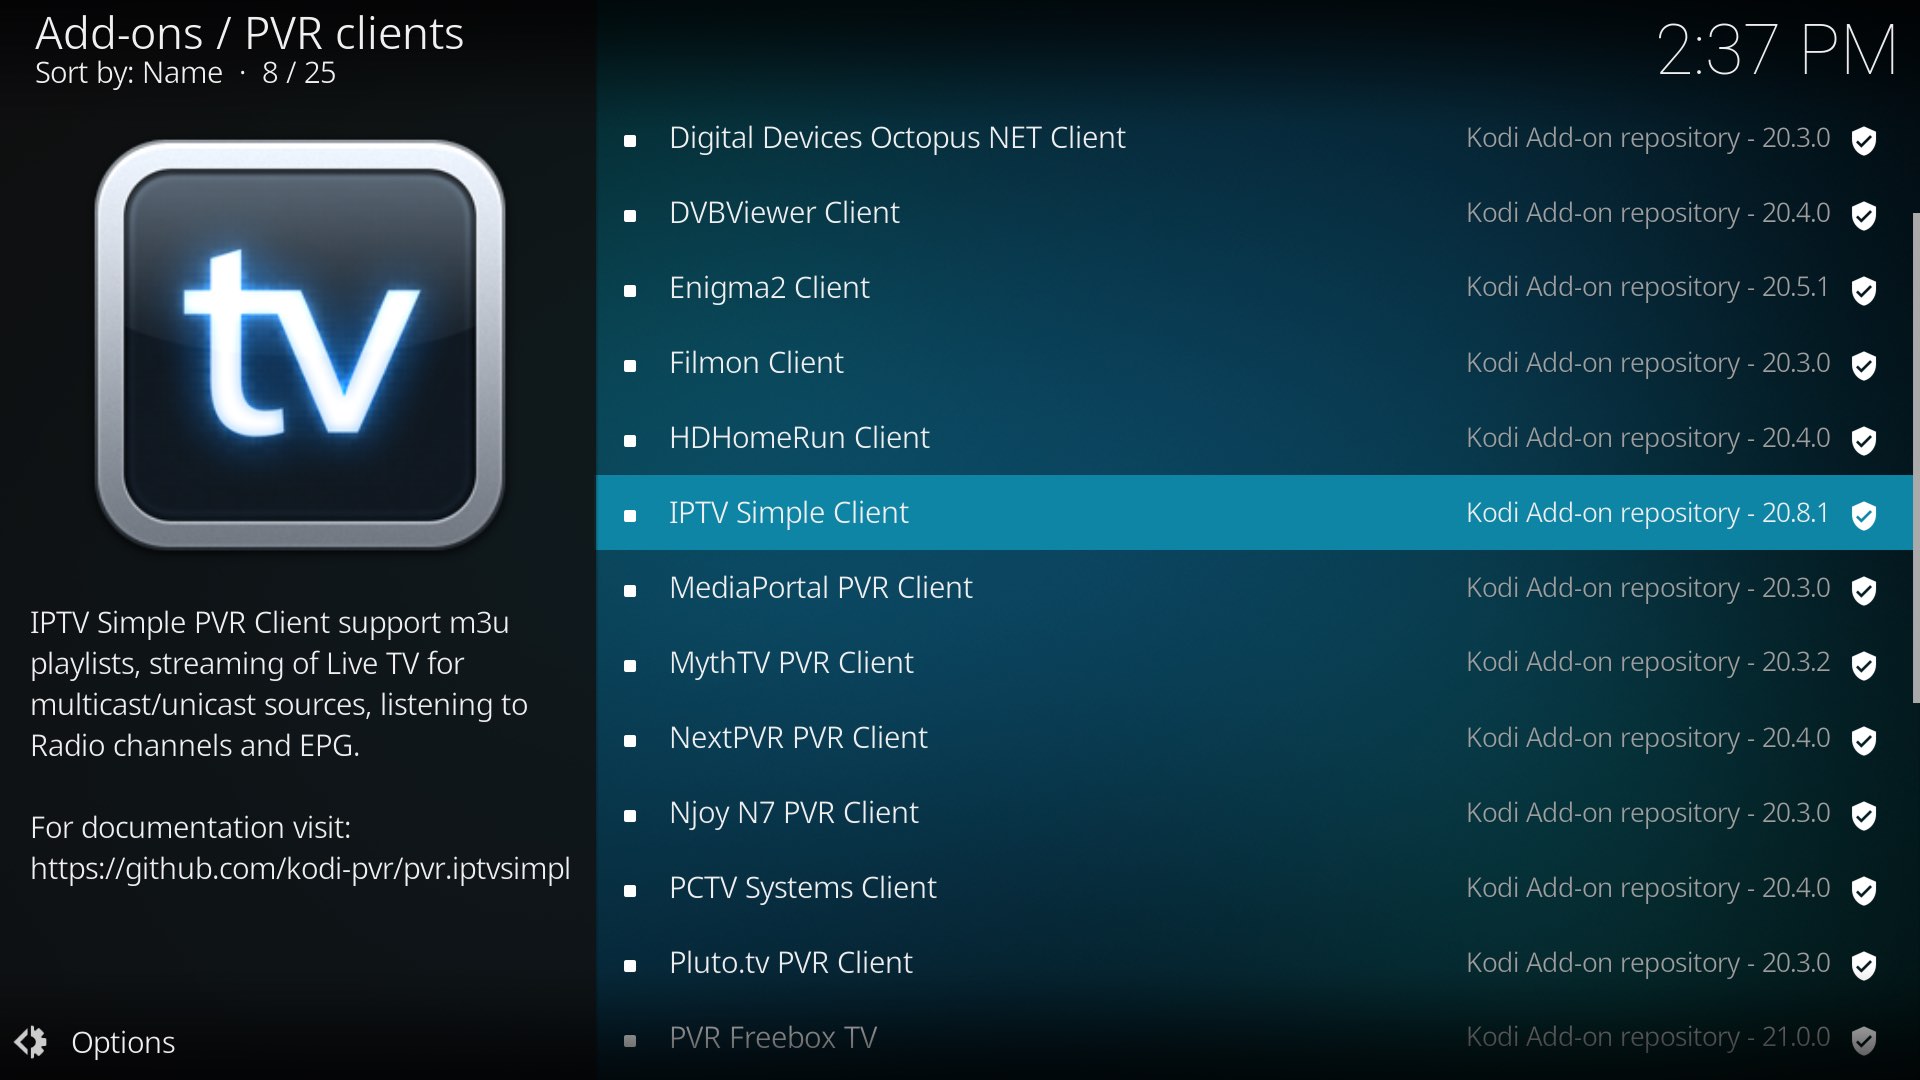 Add-ons / PVR clients
Sort by: Name · 8 / 25
2:37 PM
tv
IPTV Simple PVR Client support m3u
playlists, streaming of Live TV for
multicast/unicast sources, listening to
Radio channels and EPG.
For documentation visit:
https://github.com/kodi-pvr/pvr.iptvsimpl
Options
Digital Devices Octopus NET Client Kodi Add-on repository - 20.3.0
DVBViewer Client Kodi Add-on repository - 20.4.0
Enigma2 Client Kodi Add-on repository - 20.5.1
Filmon Client Kodi Add-on repository - 20.3.0
HDHomeRun Client Kodi Add-on repository - 20.4.0
IPTV Simple Client Kodi Add-on repository - 20.8.1
MediaPortal PVR Client Kodi Add-on repository - 20.3.0
MythTV PVR Client Kodi Add-on repository - 20.3.2
NextPVR PVR Client Kodi Add-on repository - 20.4.0
Njoy N7 PVR Client Kodi Add-on repository - 20.3.0
PCTV Systems Client Kodi Add-on repository - 20.4.0
Pluto.tv PVR Client Kodi Add-on repository - 20.3.0
PVR Freebox TV Kodi Add-on repository - 21.0.0